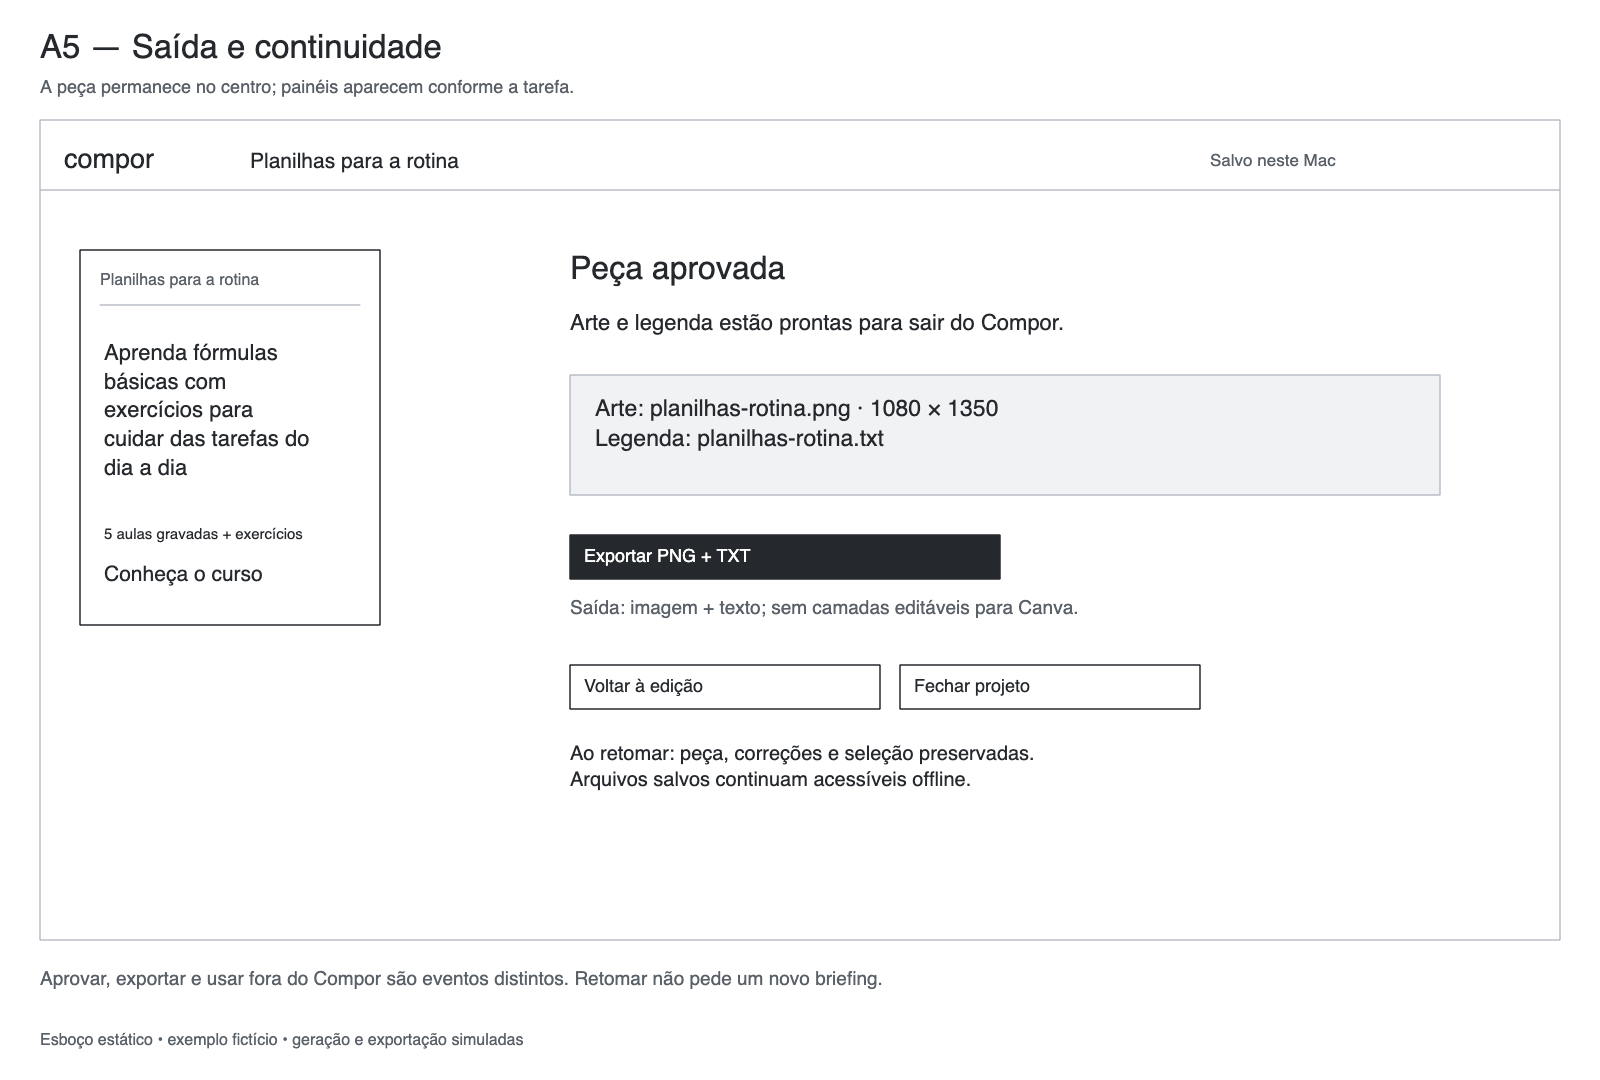 A5 — Saída e continuidade
A peça permanece no centro; painéis aparecem conforme a tarefa.
compor
Planilhas para a rotina
Salvo neste Mac
Planilhas para a rotina
Aprenda fórmulas
básicas com
exercícios para
cuidar das tarefas do
dia a dia
5 aulas gravadas + exercícios
Conheça o curso
Peça aprovada
Arte e legenda estão prontas para sair do Compor.
Arte: planilhas-rotina.png · 1080 × 1350
Legenda: planilhas-rotina.txt
Exportar PNG + TXT
Saída: imagem + texto; sem camadas editáveis para Canva.
Voltar à edição
Fechar projeto
Ao retomar: peça, correções e seleção preservadas.
Arquivos salvos continuam acessíveis offline.
Aprovar, exportar e usar fora do Compor são eventos distintos. Retomar não pede um novo briefing.
Esboço estático • exemplo fictício • geração e exportação simuladas